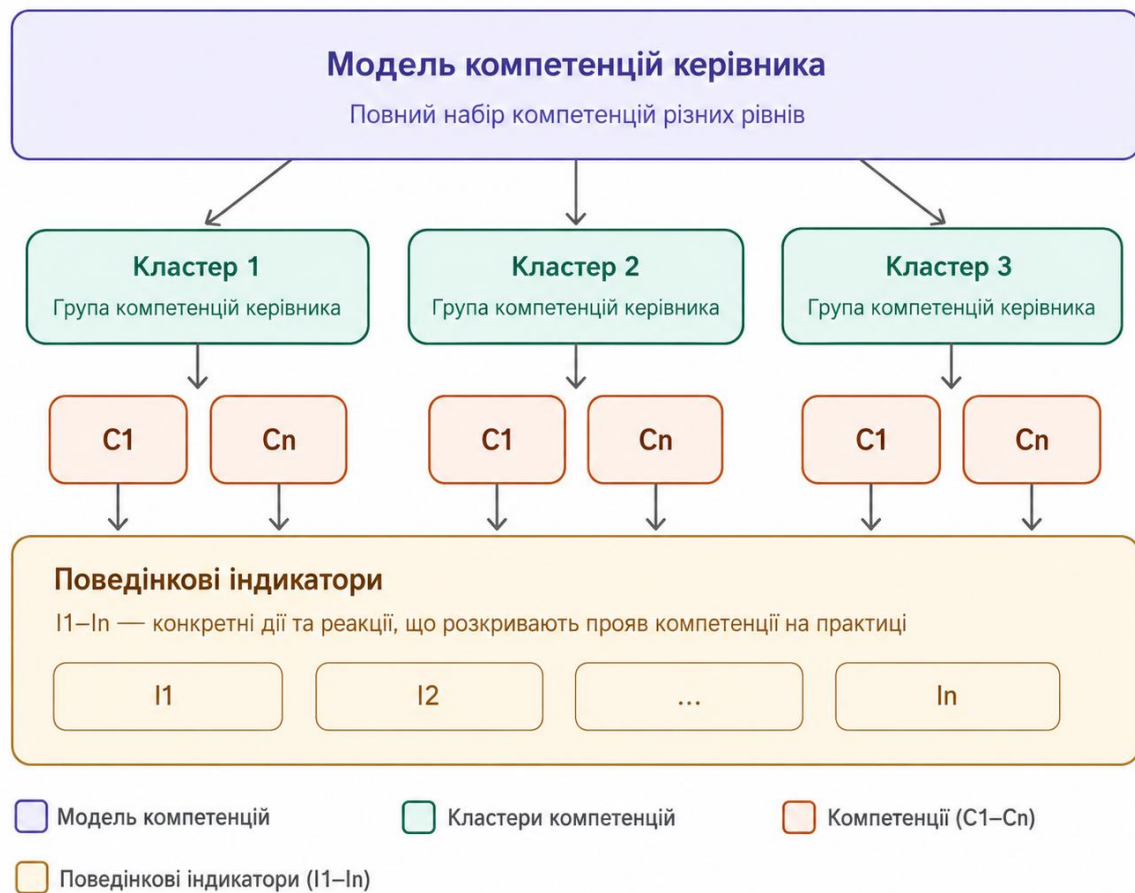 Модель компетенцій керівника
Повний набір компетенцій різних рівнів
Кластер 1
Група компетенцій керівника
Кластер 2
Група компетенцій керівника
Кластер 3
Група компетенцій керівника
C1
Cn
C1
Cn
C1
Cn
Поведінкові індикатори
I1–In — конкретні дії та реакції, що розкривають прояв компетенції на практиці
I1
I2
...
In
Модель компетенцій
Кластери компетенцій
Компетенції (C1–Cn)
Поведінкові індикатори (I1–In)